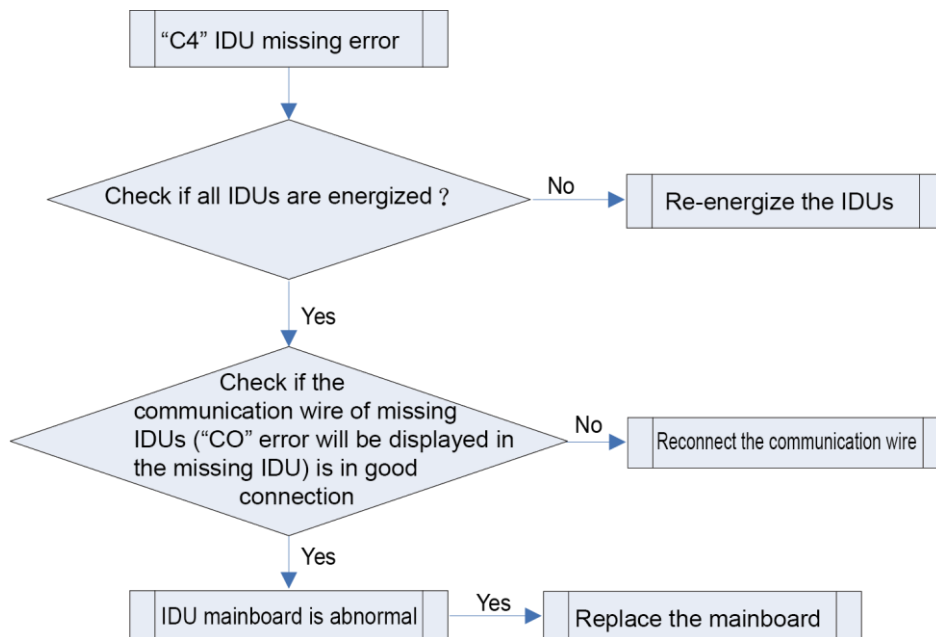 “C4” IDU missing error
Check if all IDUs are energized？
No
Re-energize the IDUs
Yes
Check if the
communication wire of missing
IDUs (“CO” error will be displayed in
the missing IDU) is in good
connection
No
Reconnect the communication wire
Yes
IDU mainboard is abnormal
Yes
Replace the mainboard